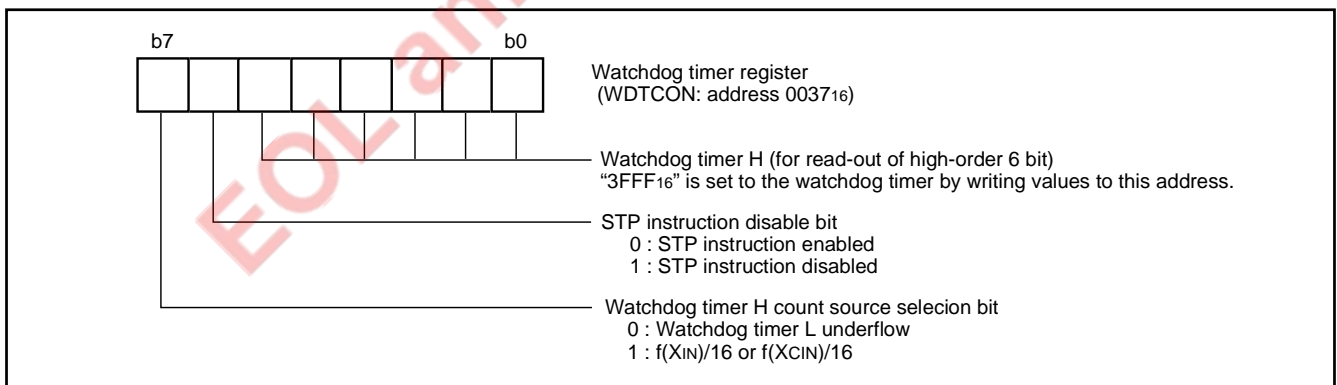 b7 b0
Watchdog timer register
(WDTCON: address 003716)
Watchdog timer H (for read-out of high-order 6 bit)
“3FFF16” is set to the watchdog timer by writing values to this address.
STP instruction disable bit
0 : STP instruction enabled
1 : STP instruction disabled
Watchdog timer H count source selecion bit
0 : Watchdog timer L underflow
1 : f(XIN)/16 or f(XCIN)/16
EOL an